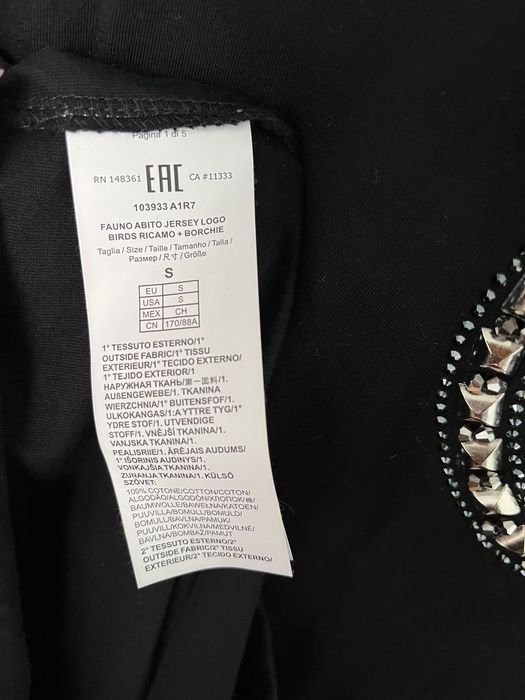 Pagina 1 di 5
RN 148361 EAC CA #11333
103933 A1R7
FAUNO ABITO JERSEY LOGO
BIRDS RICAMO + BORCHIE
Taglia / Size / Taille / Tamanho / Talla /
Размер / 尺寸 / Größe
S
EU S
USA S
MEX CH
CN 170/88A
1° TESSUTO ESTERNO/1°
OUTSIDE FABRIC/1° TISSU
EXTERIEUR/1° TECIDO EXTERNO/
1° TEJIDO EXTERIOR/1
НАРУЖНАЯ ТКАНЬ/第一面料/1.
AUßENGEWEBE/1. TKANINA
WIERZCHNIA/1° BUITENSFOF/1.
ULKOKANGAS/1:A YTTRE TYG/1°
YDRE STOF/1. UTVENDIGE
STOFF/1. VNĚJŠÍ TKANINA/1.
VANJSKA TKANINA/1.
PEALISRIIE/1. ĀRĒJAIS AUDUMS/
1° IŠORINIS AUDINYS/1.
VONKAJŠIA TKANINA/1.
ZUNANJA TKANINA/1. KÜLSŐ
SZÖVET:
100% COTONE/COTTON/COTON/
ALGODÃO/ALGODÓN/ХЛОПОК/棉/
BAUMWOLLE/BAWEŁNA/KATOEN/
PUUVILLA/BOMULL/BOMULD/
BOMULL/BAVLNA/PAMUK/
PUUVILL/KOKVILNA/MEDVILNĖ/
BAVLNA/BOMBAŽ/PAMUT
2° TESSUTO ESTERNO/2°
OUTSIDE FABRIC/2° TISSU
EXTERIEUR/2° TECIDO EXTERNO/